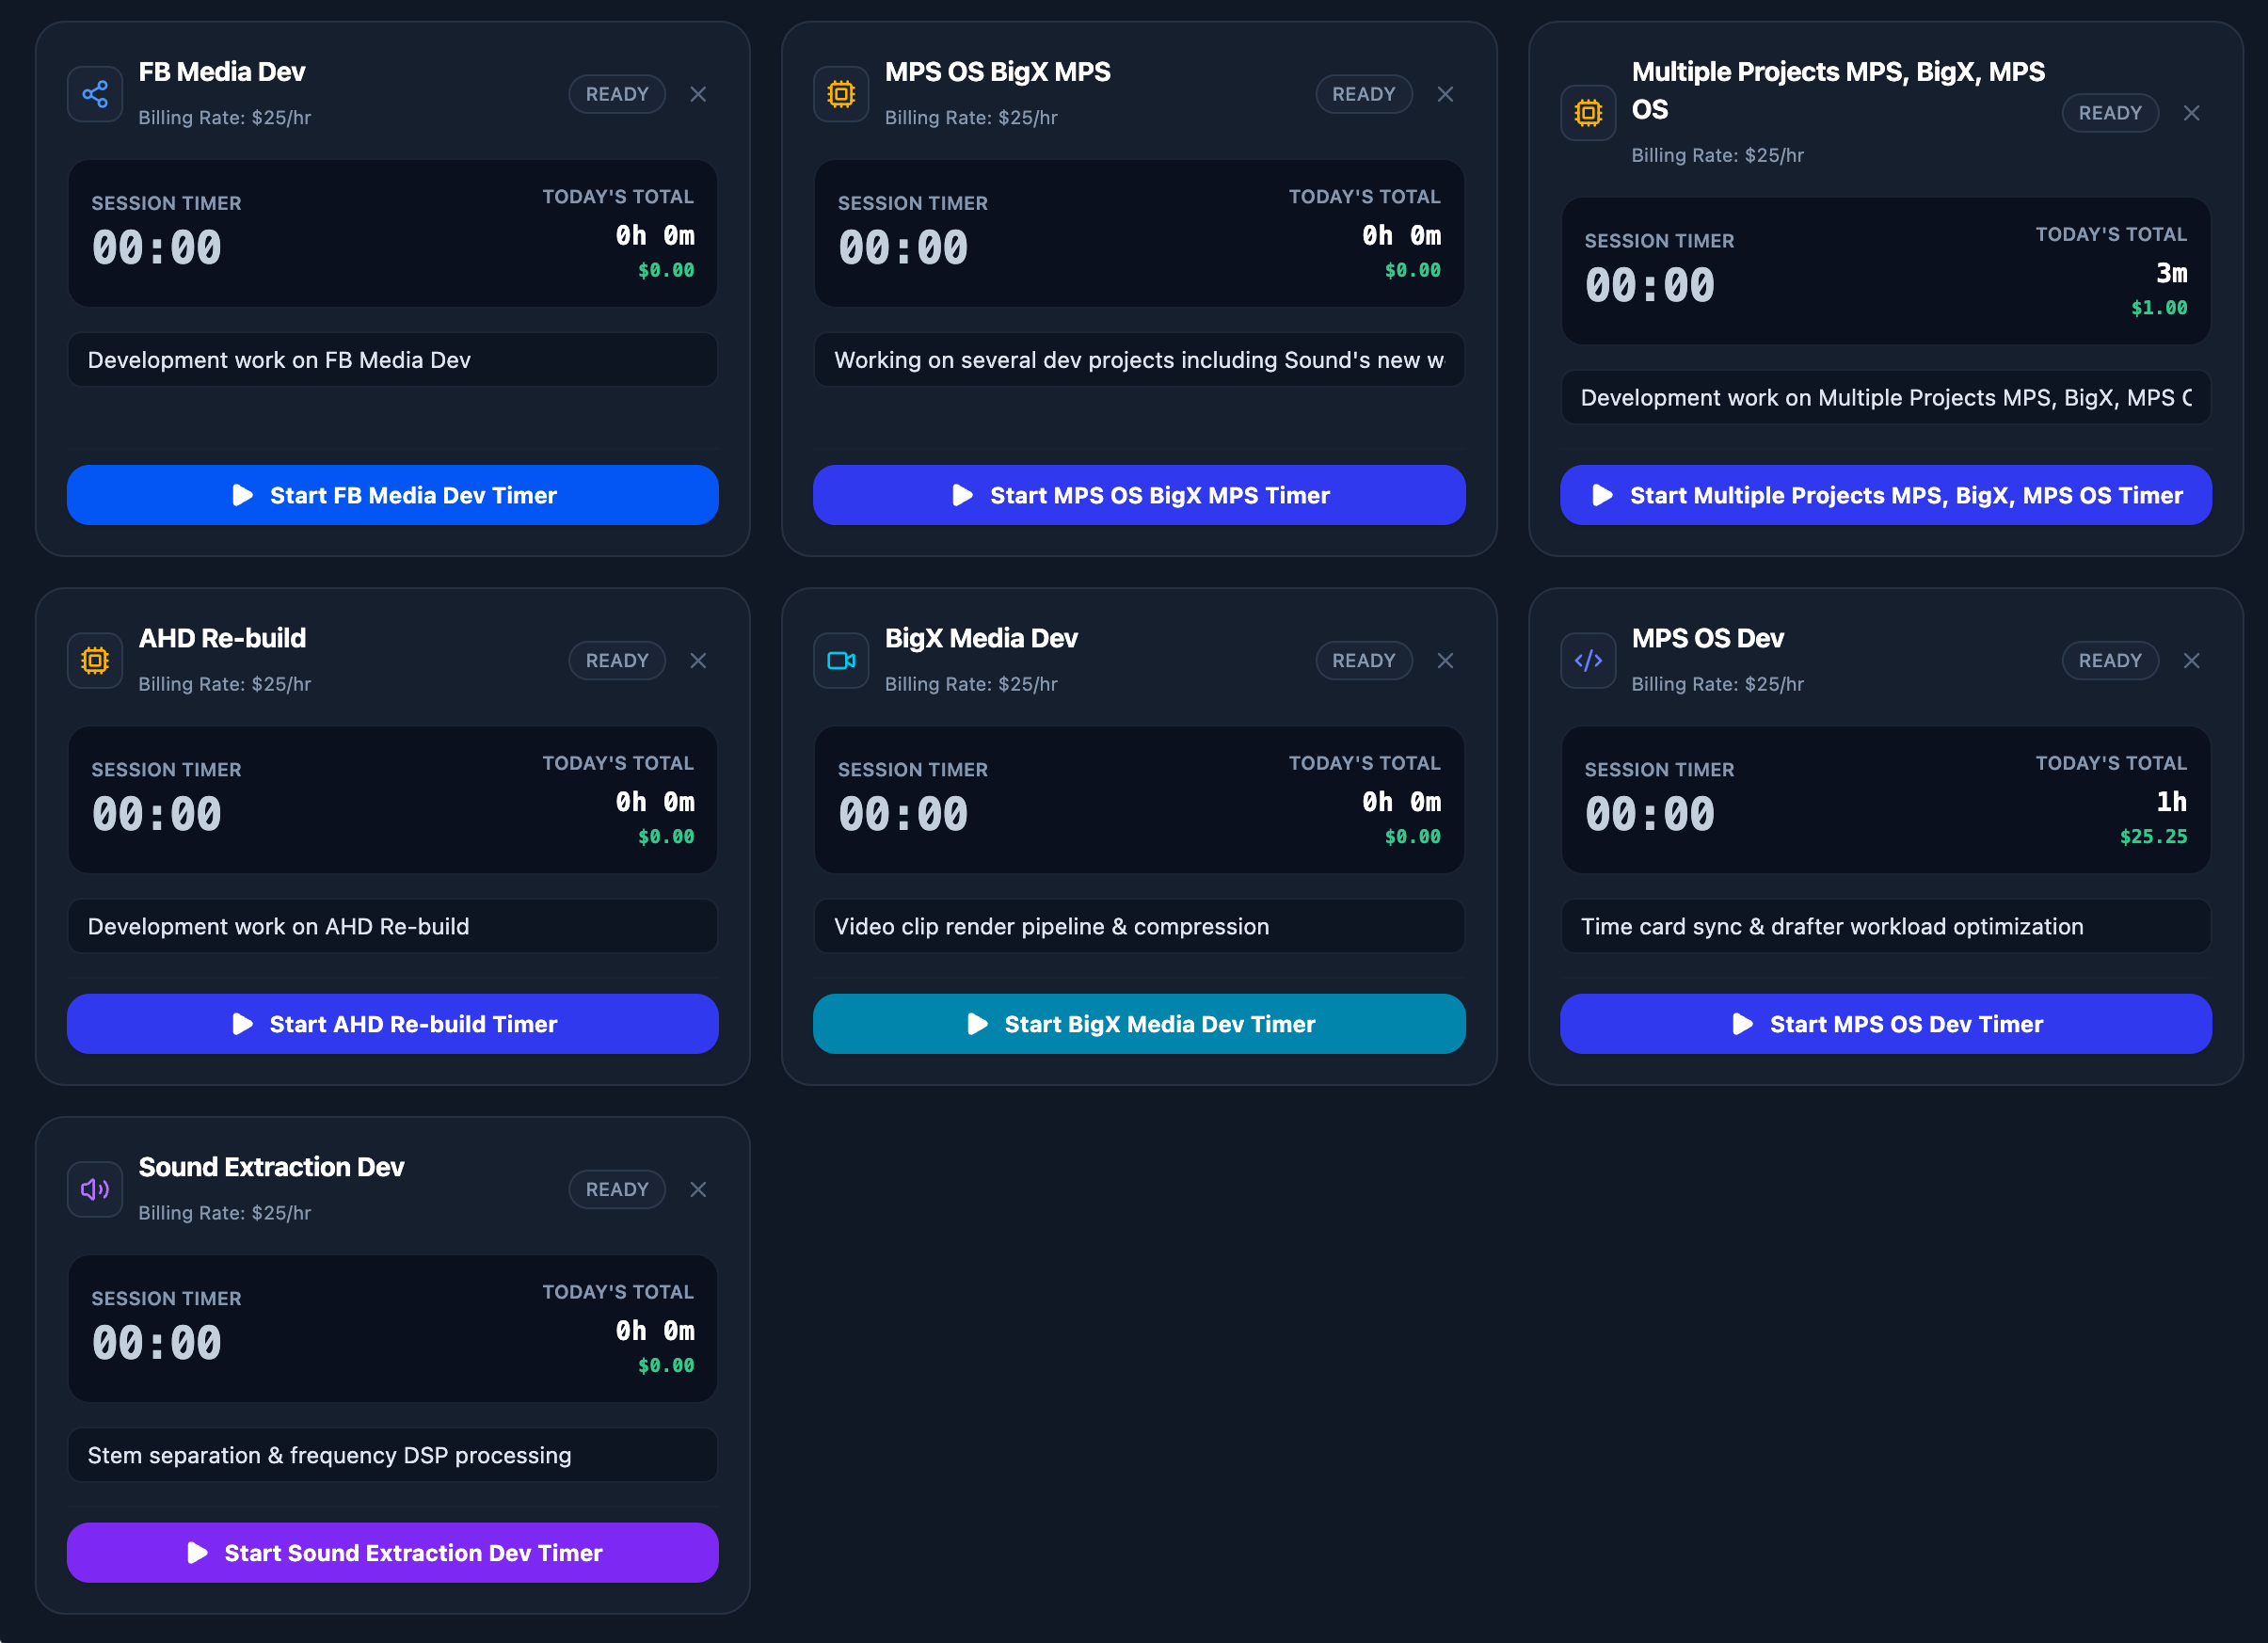 FB Media Dev
Billing Rate: $25/hr
READY
SESSION TIMER
00:00
TODAY'S TOTAL
0h 0m
$0.00
Development work on FB Media Dev
Start FB Media Dev Timer
MPS OS BigX MPS
Billing Rate: $25/hr
READY
SESSION TIMER
00:00
TODAY'S TOTAL
0h 0m
$0.00
Working on several dev projects including Sound's new w
Start MPS OS BigX MPS Timer
Multiple Projects MPS, BigX, MPS
OS
Billing Rate: $25/hr
READY
SESSION TIMER
00:00
TODAY'S TOTAL
3m
$1.00
Development work on Multiple Projects MPS, BigX, MPS O
Start Multiple Projects MPS, BigX, MPS OS Timer
AHD Re-build
Billing Rate: $25/hr
READY
SESSION TIMER
00:00
TODAY'S TOTAL
0h 0m
$0.00
Development work on AHD Re-build
Start AHD Re-build Timer
BigX Media Dev
Billing Rate: $25/hr
READY
SESSION TIMER
00:00
TODAY'S TOTAL
0h 0m
$0.00
Video clip render pipeline & compression
Start BigX Media Dev Timer
MPS OS Dev
Billing Rate: $25/hr
READY
SESSION TIMER
00:00
TODAY'S TOTAL
1h
$25.25
Time card sync & drafter workload optimization
Start MPS OS Dev Timer
Sound Extraction Dev
Billing Rate: $25/hr
READY
SESSION TIMER
00:00
TODAY'S TOTAL
0h 0m
$0.00
Stem separation & frequency DSP processing
Start Sound Extraction Dev Timer